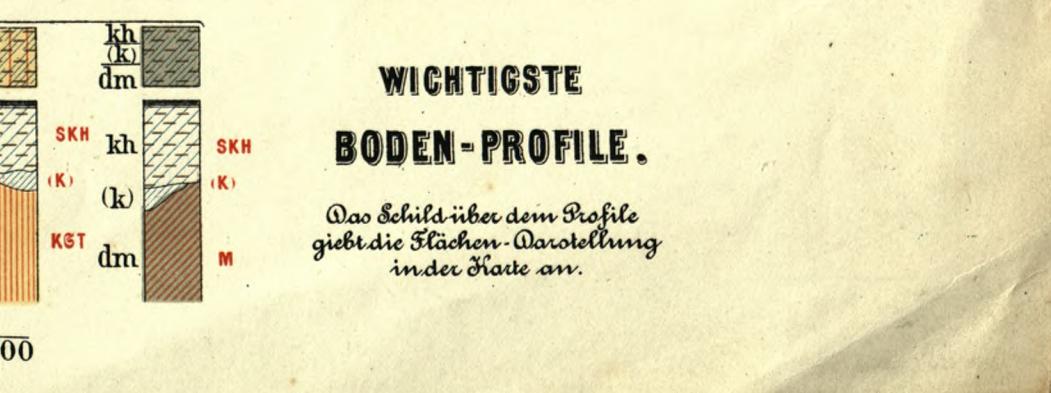 kh
(k)
dm
SKH
kh
SKH
(K)
(k)
(K)
KGT
dm
M
00
WICHTIGSTE
BODEN-PROFILE.
Das Schild über dem Profile
giebt die Flächen-Darstellung
in der Karte an.